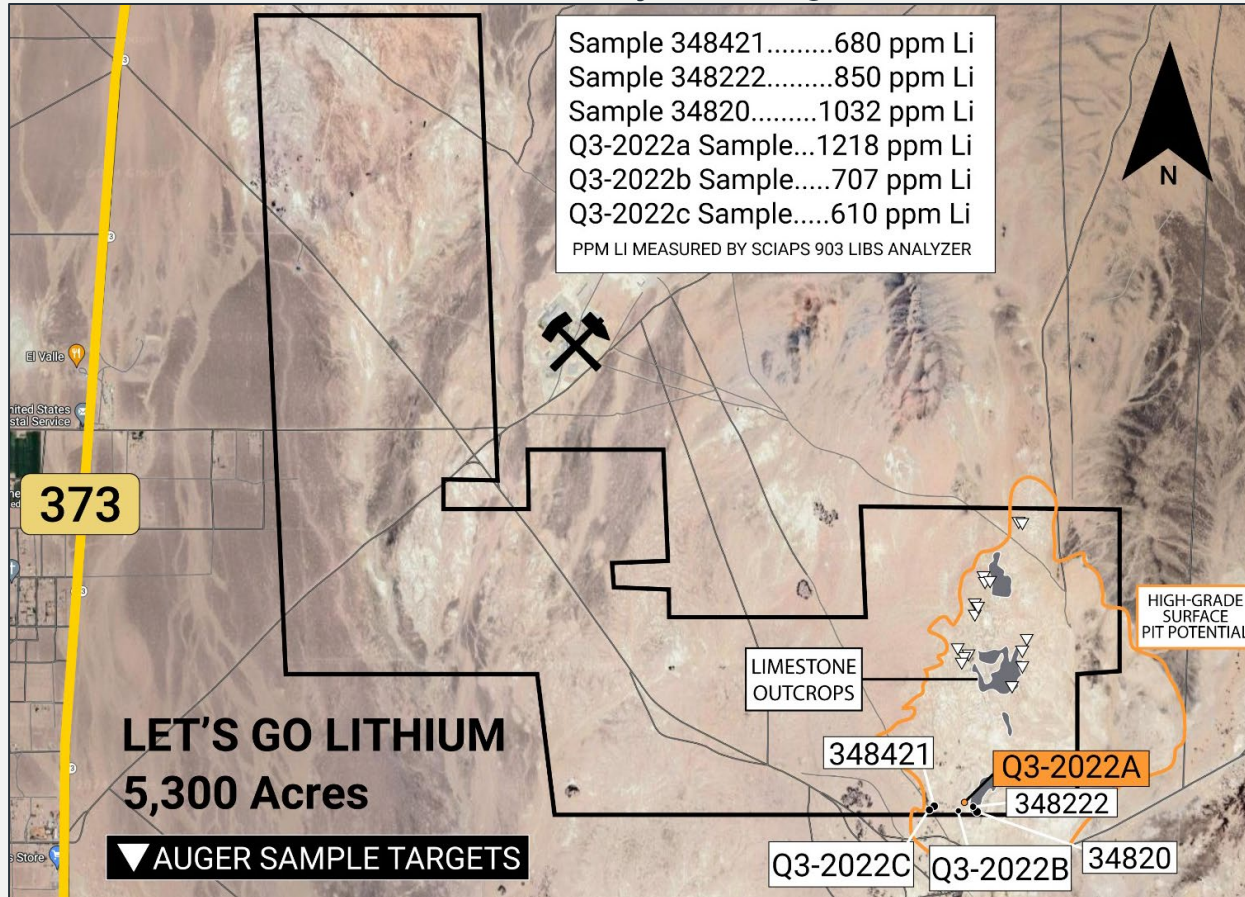 Sample 348421.........680 ppm Li
Sample 348222.........850 ppm Li
Sample 34820.........1032 ppm Li
Q3-2022a Sample...1218 ppm Li
Q3-2022b Sample.....707 ppm Li
Q3-2022c Sample.....610 ppm Li
PPM LI MEASURED BY SCIAPS 903 LIBS ANALYZER
N
El Valle
United States
Postal Service
373
HIGH-GRADE
SURFACE
PIT POTENTIAL
LIMESTONE
OUTCROPS
LET'S GO LITHIUM
5,300 Acres
348421
Q3-2022A
348222
▼AUGER SAMPLE TARGETS
Q3-2022C
Q3-2022B
34820
Store